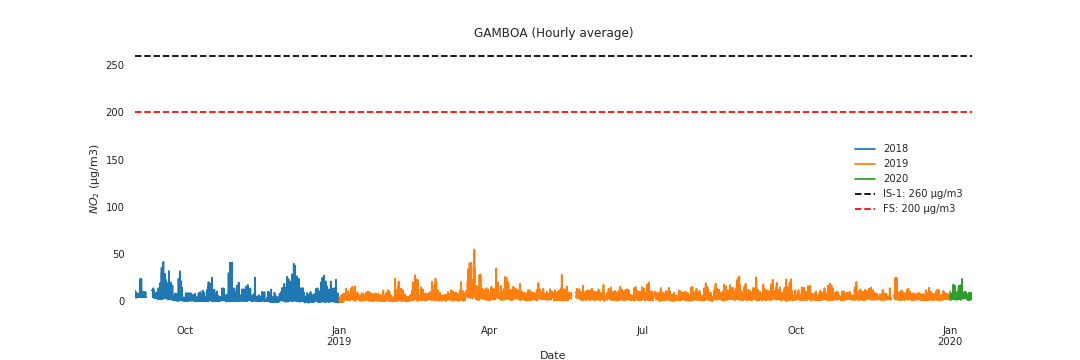 GAMBOA (Hourly average)
250
200
150
100
50
0
NO2 (µg/m3)
2018
2019
2020
IS-1: 260 µg/m3
FS: 200 µg/m3
Oct
Jan
2019
Apr
Jul
Oct
Jan
2020
Date